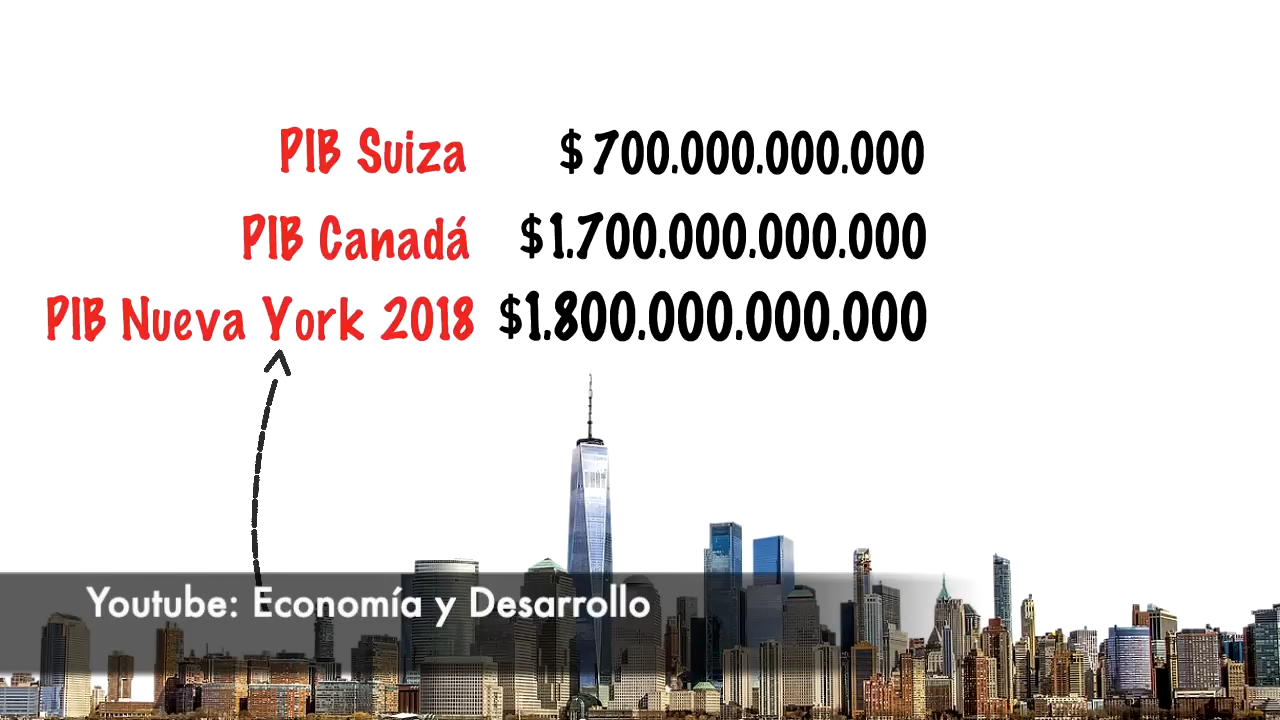 PIB Suiza $700.000.000.000
PIB Canadá $1.700.000.000.000
PIB Nueva York 2018 $1.800.000.000.000
Youtube: Economía y Desarrollo